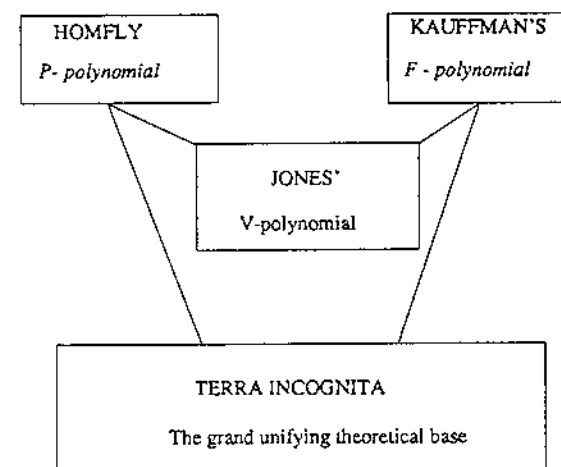 HOMFLY
P- polynomial
KAUFFMAN'S
F - polynomial
JONES'
V-polynomial
TERRA INCOGNITA
The grand unifying theoretical base